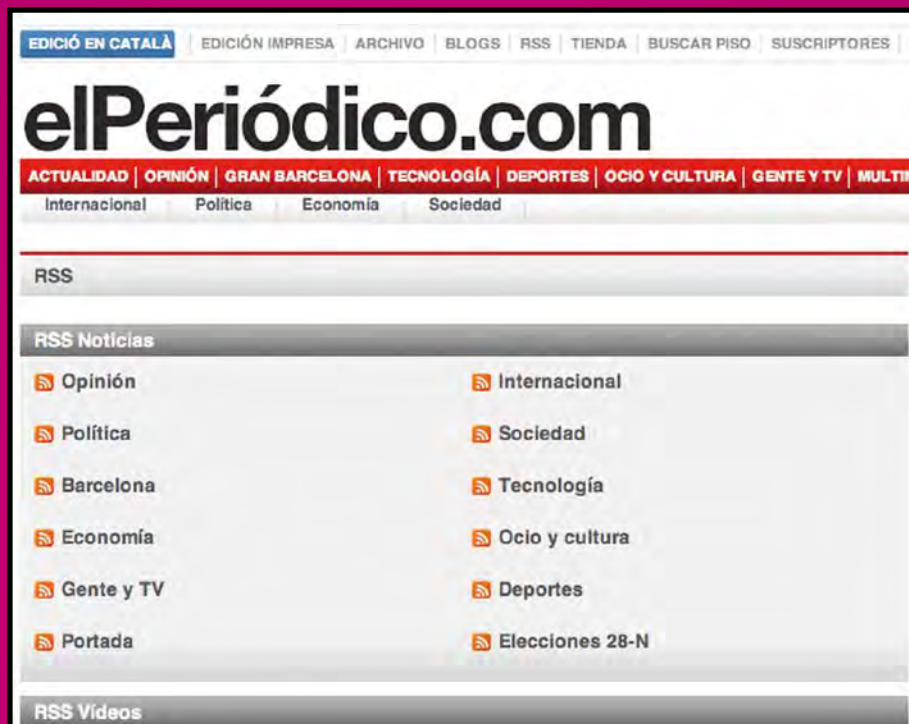 EDICIÓ EN CATALÀ | EDICIÓN IMPRESA | ARCHIVO | BLOGS | RSS | TIENDA | BUSCAR PISO | SUSCRIPTORES |
elPeriódico.com
ACTUALIDAD | OPINIÓN | GRAN BARCELONA | TECNOLOGÍA | DEPORTES | OCIO Y CULTURA | GENTE Y TV | MULTIM
Internacional | Política | Economía | Sociedad |
RSS
RSS Noticias
Opinión Internacional
Política Sociedad
Barcelona Tecnología
Economía Ocio y cultura
Gente y TV Deportes
Portada Elecciones 28-N
RSS Vídeos